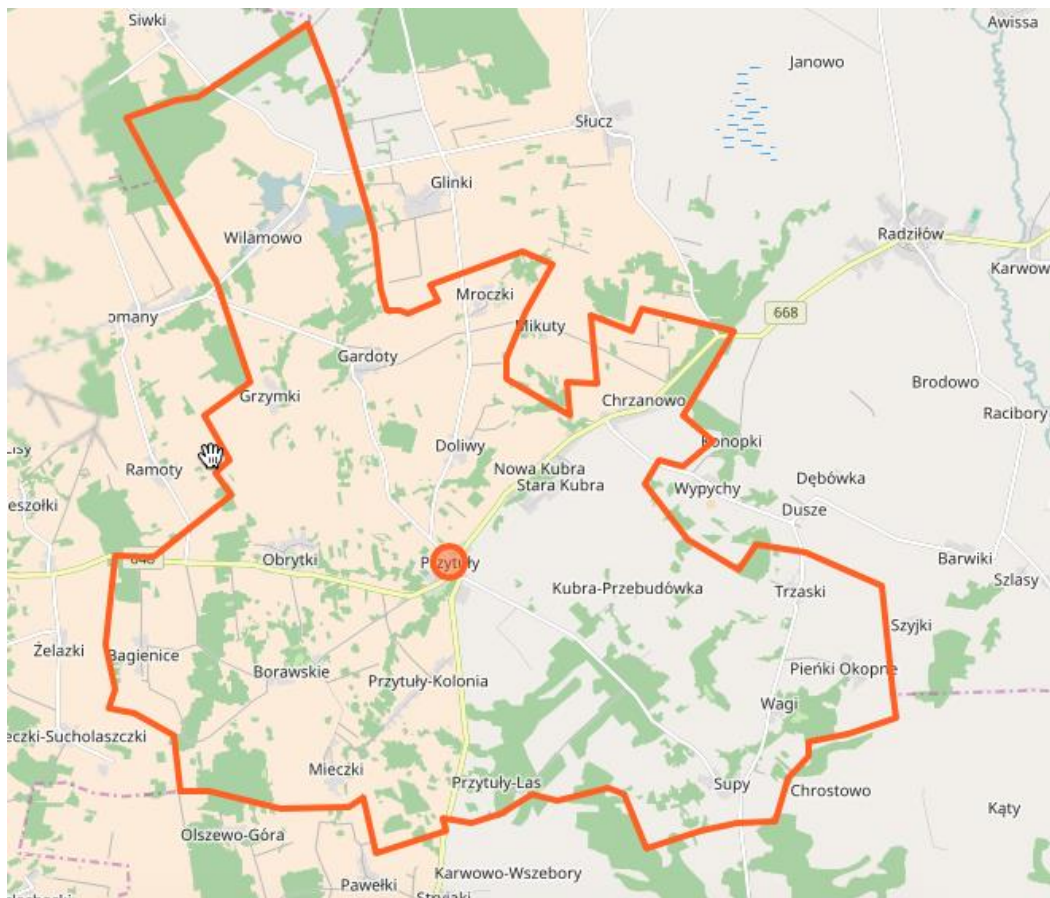 Siwki
Awissa
Janowo
Słucz
Glinki
Wilamowo
Radziłów
Karwow
Mroczki
668
omany
Mikuty
Gardoty
Grzymki
Brodowo
Chrzanowo
Racibory
Doliwy
Konopki
Ramoty
Nowa Kubra
Stara Kubra
Wypychy
Dębówka
eszołki
Dusze
Obrytki
Przytuły
Barwiki
Szlasy
Kubra-Przebudówka
Trzaski
Szyjki
Żelazki
Bagienice
Borawskie
Przytuły-Kolonia
Pieńki Okopne
Wagi
eczki-Sucholaszczki
Mieczki
Przytuły-Las
Supy
Chrostowo
Kąty
Olszewo-Góra
Karwowo-Wszebory
Pawełki